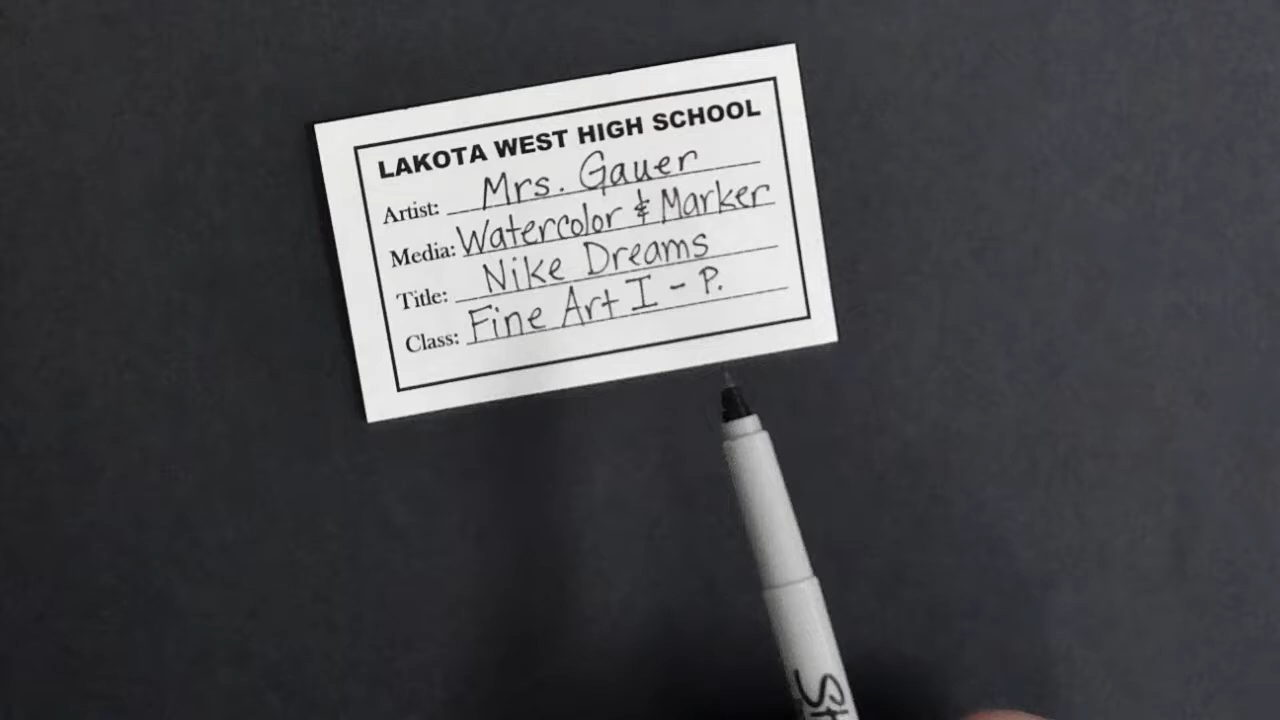 LAKOTA WEST HIGH SCHOOL
Artist: Mrs. Gauer
Media: Watercolor & Marker
Title: Nike Dreams
Class: Fine Art I - P.